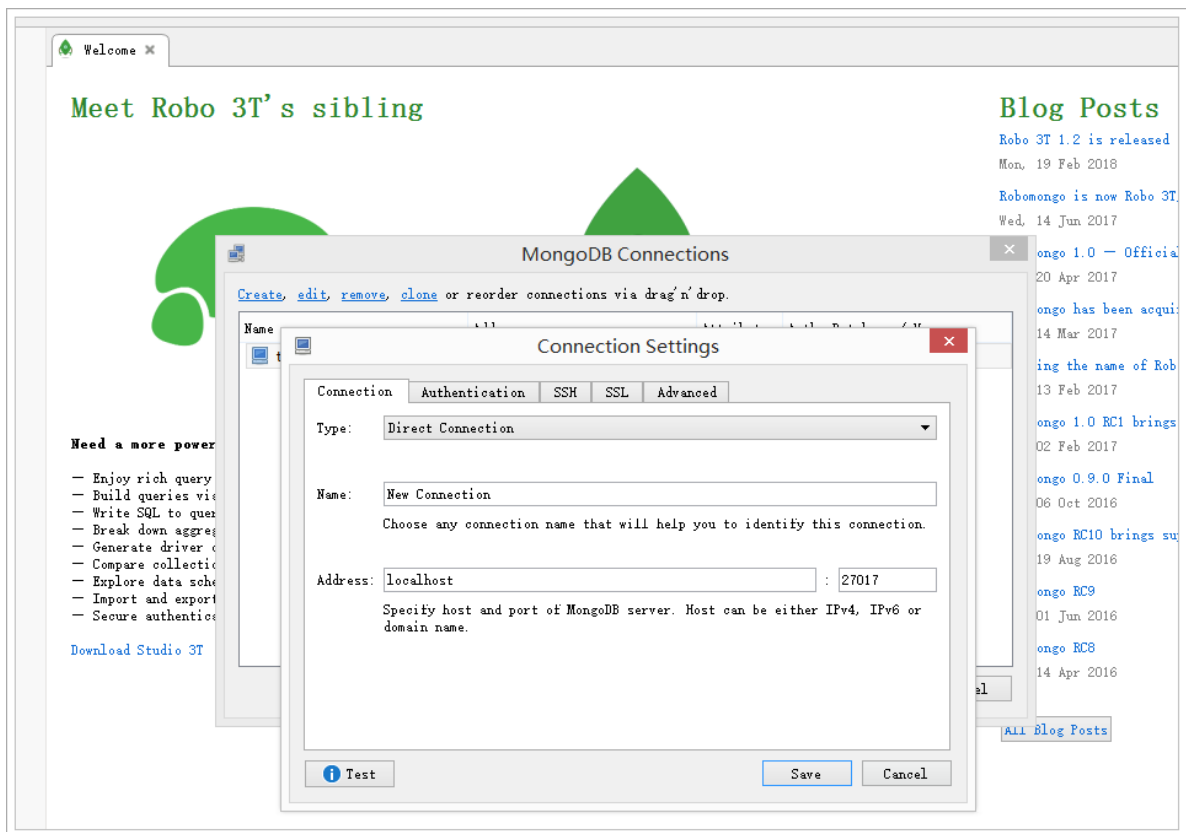 Welcome
Meet Robo 3T's sibling
Blog Posts
Robo 3T 1.2 is released
Mon, 19 Feb 2018
Robomongo is now Robo 3T,
Wed, 14 Jun 2017
ongo 1.0 — Official
20 Apr 2017
ongo has been acqui
14 Mar 2017
ing the name of Rob
13 Feb 2017
ongo 1.0 RC1 brings
02 Feb 2017
ongo 0.9.0 Final
06 Oct 2016
ongo RC10 brings su
19 Aug 2016
ongo RC9
01 Jun 2016
ongo RC8
14 Apr 2016
All Blog Posts
Need a more power
— Enjoy rich query
— Build queries vi
— Write SQL to quer
— Break down aggreg
— Generate driver c
— Compare collectio
— Explore data sche
— Import and export
— Secure authentica
Download Studio 3T
MongoDB Connections
Create, edit, remove, clone or reorder connections via drag'n'drop.
Name
Connection Settings
Connection Authentication SSH SSL Advanced
Type: Direct Connection
Name: New Connection
Choose any connection name that will help you to identify this connection.
Address: localhost : 27017
Specify host and port of MongoDB server. Host can be either IPv4, IPv6 or
domain name.
Test Save Cancel